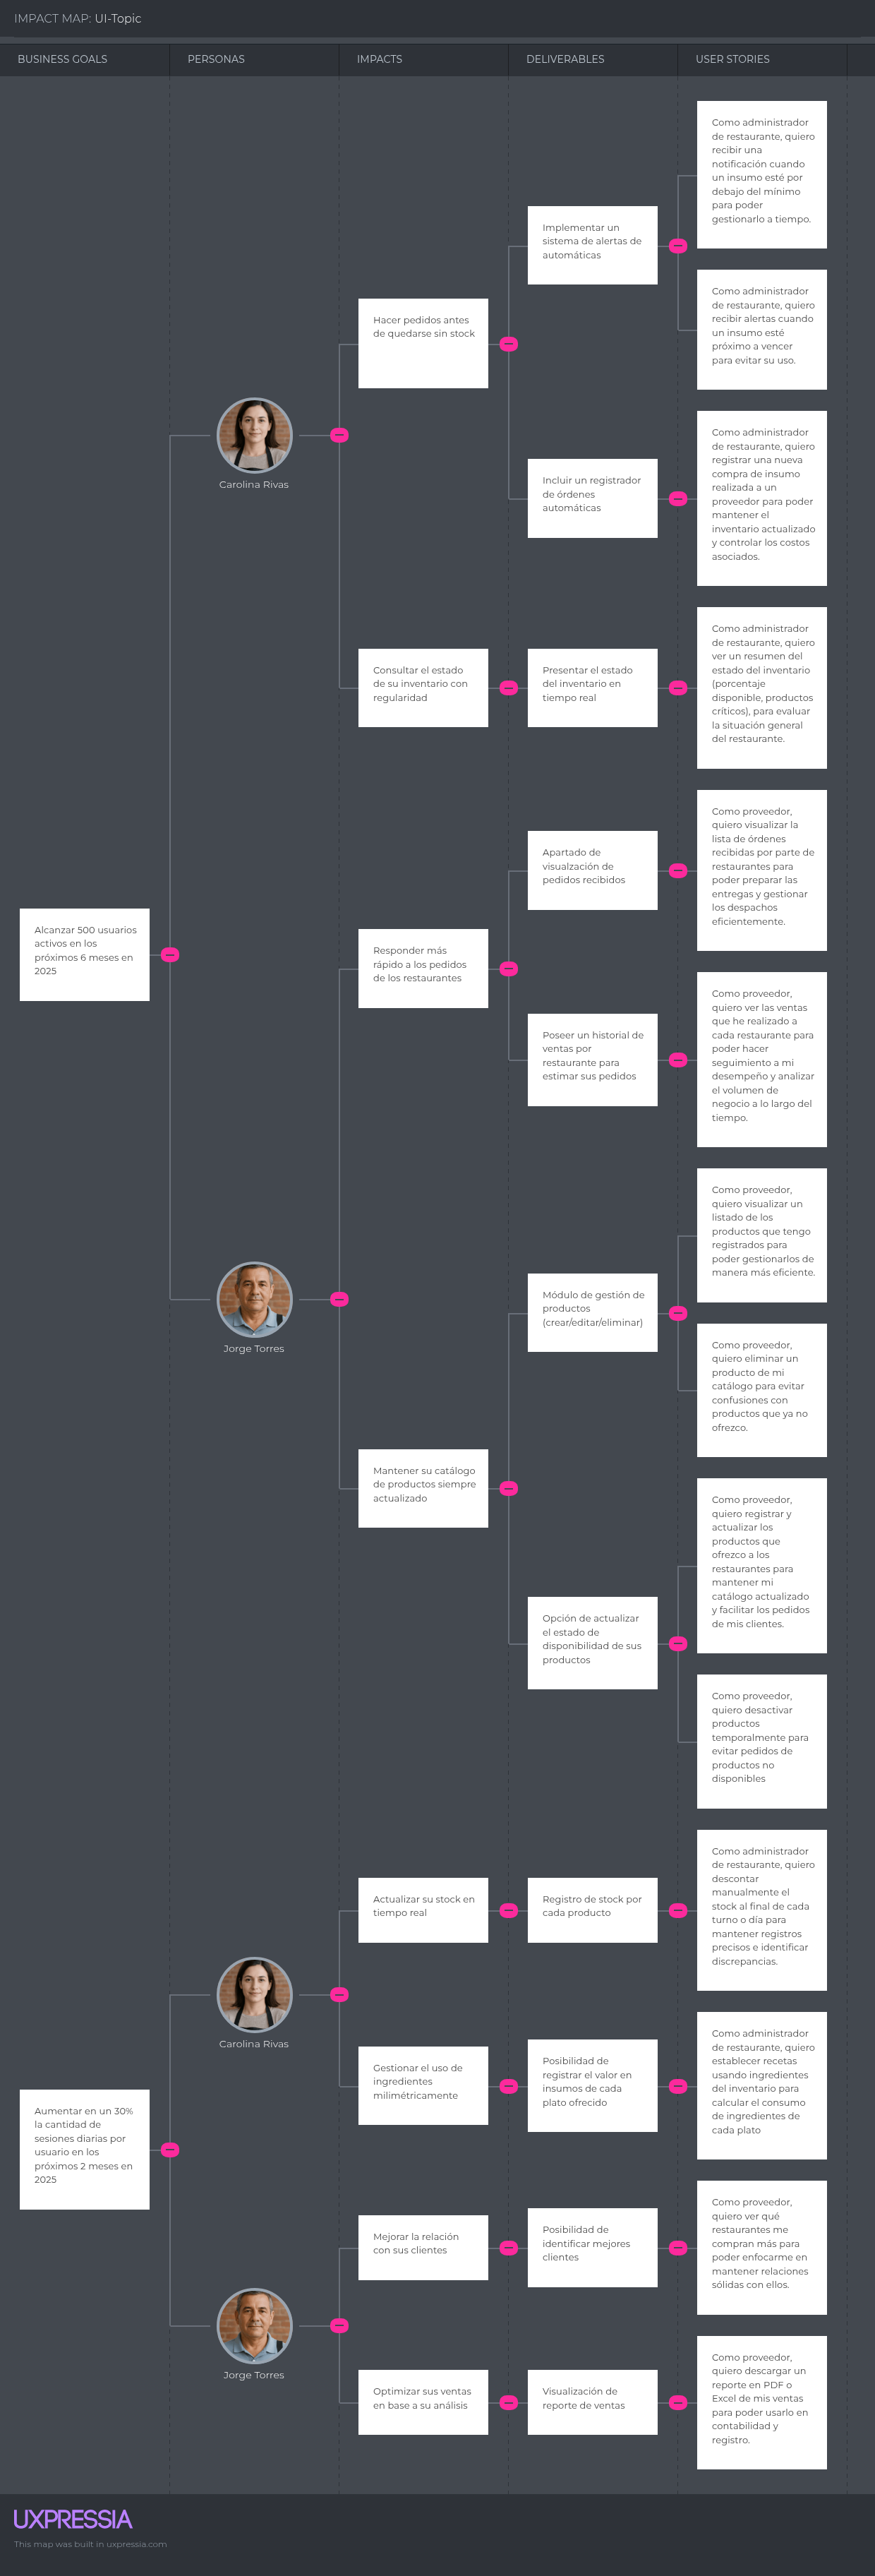 IMPACT MAP: UI-Topic
BUSINESS GOALS
PERSONAS
IMPACTS
DELIVERABLES
USER STORIES
Alcanzar 500 usuarios
activos en los
próximos 6 meses en
2025
Carolina Rivas
Hacer pedidos antes
de quedarse sin stock
Implementar un
sistema de alertas de
automáticas
Como administrador
de restaurante, quiero
recibir una
notificación cuando
un insumo esté por
debajo del mínimo
para poder
gestionarlo a tiempo.
Como administrador
de restaurante, quiero
recibir alertas cuando
un insumo esté
próximo a vencer
para evitar su uso.
Incluir un registrador
de órdenes
automáticas
Como administrador
de restaurante, quiero
registrar una nueva
compra de insumo
realizada a un
proveedor para poder
mantener el
inventario actualizado
y controlar los costos
asociados.
Consultar el estado
de su inventario con
regularidad
Presentar el estado
del inventario en
tiempo real
Como administrador
de restaurante, quiero
ver un resumen del
estado del inventario
(porcentaje
disponible, productos
críticos), para evaluar
la situación general
del restaurante.
Jorge Torres
Responder más
rápido a los pedidos
de los restaurantes
Apartado de
visualzación de
pedidos recibidos
Como proveedor,
quiero visualizar la
lista de órdenes
recibidas por parte de
restaurantes para
poder preparar las
entregas y gestionar
los despachos
eficientemente.
Poseer un historial de
ventas por
restaurante para
estimar sus pedidos
Como proveedor,
quiero ver las ventas
que he realizado a
cada restaurante para
poder hacer
seguimiento a mi
desempeño y analizar
el volumen de
negocio a lo largo del
tiempo.
Mantener su catálogo
de productos siempre
actualizado
Módulo de gestión de
productos
(crear/editar/eliminar)
Como proveedor,
quiero visualizar un
listado de los
productos que tengo
registrados para
poder gestionarlos de
manera más eficiente.
Como proveedor,
quiero eliminar un
producto de mi
catálogo para evitar
confusiones con
productos que ya no
ofrezco.
Opción de actualizar
el estado de
disponibilidad de sus
productos
Como proveedor,
quiero registrar y
actualizar los
productos que
ofrezco a los
restaurantes para
mantener mi
catálogo actualizado
y facilitar los pedidos
de mis clientes.
Como proveedor,
quiero desactivar
productos
temporalmente para
evitar pedidos de
productos no
disponibles
Aumentar en un 30%
la cantidad de
sesiones diarias por
usuario en los
próximos 2 meses en
2025
Carolina Rivas
Actualizar su stock en
tiempo real
Registro de stock por
cada producto
Como administrador
de restaurante, quiero
descontar
manualmente el
stock al final de cada
turno o día para
mantener registros
precisos e identificar
discrepancias.
Gestionar el uso de
ingredientes
milimétricamente
Posibilidad de
registrar el valor en
insumos de cada
plato ofrecido
Como administrador
de restaurante, quiero
establecer recetas
usando ingredientes
del inventario para
calcular el consumo
de ingredientes de
cada plato
Jorge Torres
Mejorar la relación
con sus clientes
Posibilidad de
identificar mejores
clientes
Como proveedor,
quiero ver qué
restaurantes me
compran más para
poder enfocarme en
mantener relaciones
sólidas con ellos.
Optimizar sus ventas
en base a su análisis
Visualización de
reporte de ventas
Como proveedor,
quiero descargar un
reporte en PDF o
Excel de mis ventas
para poder usarlo en
contabilidad y
registro.
UXPRESSIA
This map was built in uxpressia.com